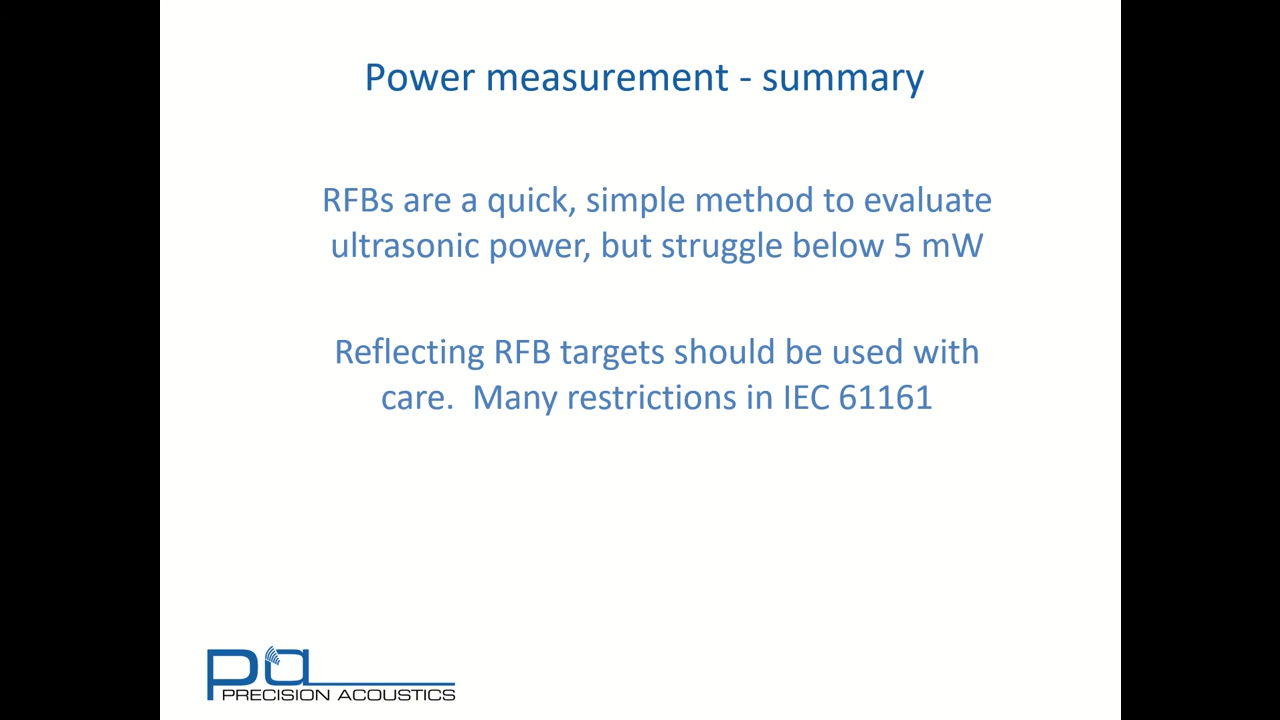 Power measurement - summary
RFBs are a quick, simple method to evaluate
ultrasonic power, but struggle below 5 mW
Reflecting RFB targets should be used with
care.  Many restrictions in IEC 61161
pa
PRECISION ACOUSTICS